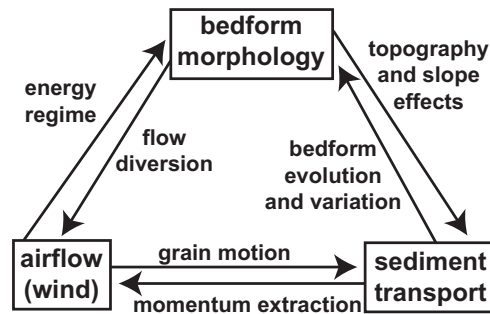 bedform
morphology
energy
regime
flow
diversion
topography
and slope
effects
bedform
evolution
and variation
airflow
(wind)
grain motion
momentum extraction
sediment
transport